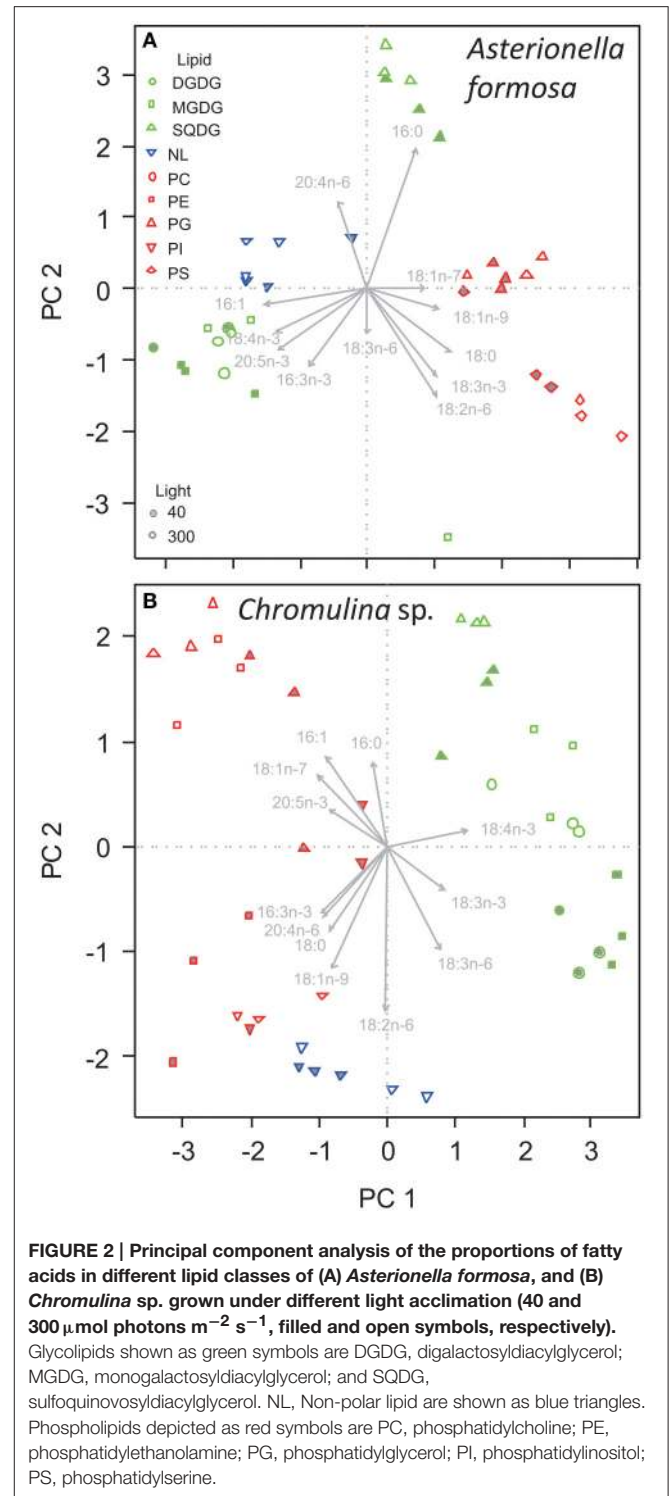 A
Asterionella
formosa
Lipid
DGDG
MGDG
SQDG
NL
PC
PE
PG
PI
PS
Light
40
300
PC 2
3
2
1
0
-1
-2
-3
16:0
20:4n-6
18:1n-7
16:1
18:1n-9
18:4n-3
18:3n-6
18:0
20:5n-3
16:3n-3
18:3n-3
18:2n-6
B
Chromulina sp.
PC 2
2
1
0
-1
-2
16:1
16:0
18:1n-7
20:5n-3
18:4n-3
18:3n-3
16:3n-3
20:4n-6
18:0
18:3n-6
18:1n-9
18:2n-6
-3 -2 -1 0 1 2 3
PC 1
FIGURE 2 | Principal component analysis of the proportions of fatty
acids in different lipid classes of (A) Asterionella formosa, and (B)
Chromulina sp. grown under different light acclimation (40 and
300 μmol photons m⁻² s⁻¹, filled and open symbols, respectively).
Glycolipids shown as green symbols are DGDG, digalactosyldiacylglycerol;
MGDG, monogalactosyldiacylglycerol; and SQDG,
sulfoquinovosyldiacylglycerol. NL, Non-polar lipid are shown as blue triangles.
Phospholipids depicted as red symbols are PC, phosphatidylcholine; PE,
phosphatidylethanolamine; PG, phosphatidylglycerol; PI, phosphatidylinositol;
PS, phosphatidylserine.